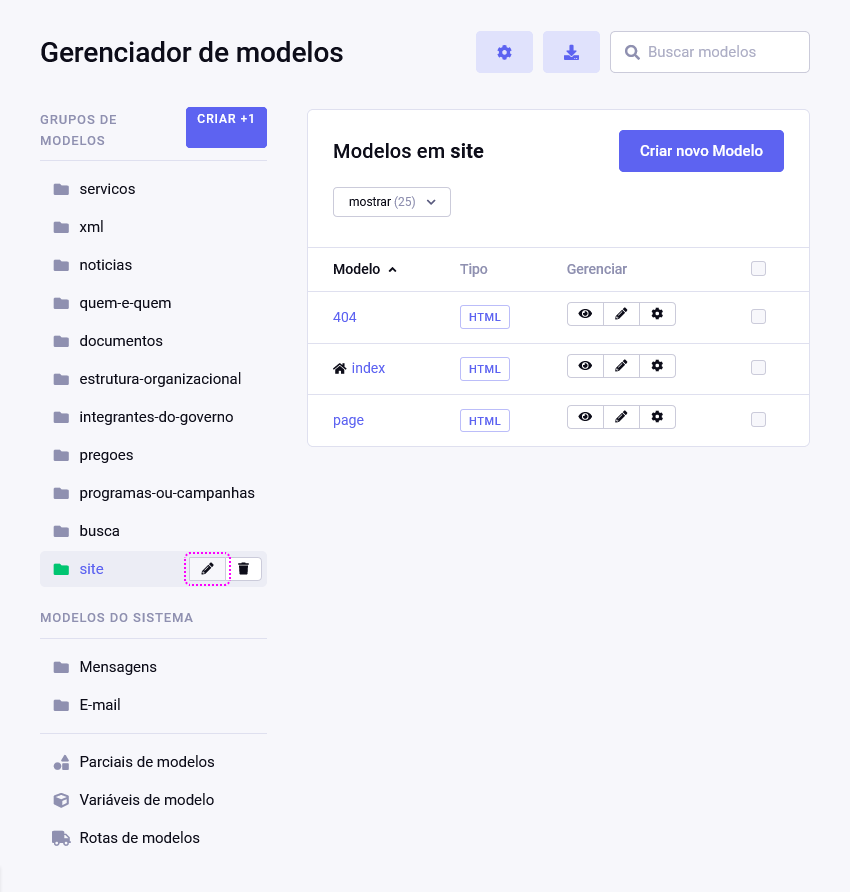 Gerenciador de modelos
Buscar modelos
GRUPOS DE
MODELOS
CRIAR +1
servicos
xml
noticias
quem-e-quem
documentos
estrutura-organizacional
integrantes-do-governo
pregoes
programas-ou-campanhas
busca
site
MODELOS DO SISTEMA
Mensagens
E-mail
Parciais de modelos
Variáveis de modelo
Rotas de modelos
Modelos em site
Criar novo Modelo
mostrar (25)
Modelo Tipo Gerenciar
404 HTML
index HTML
page HTML